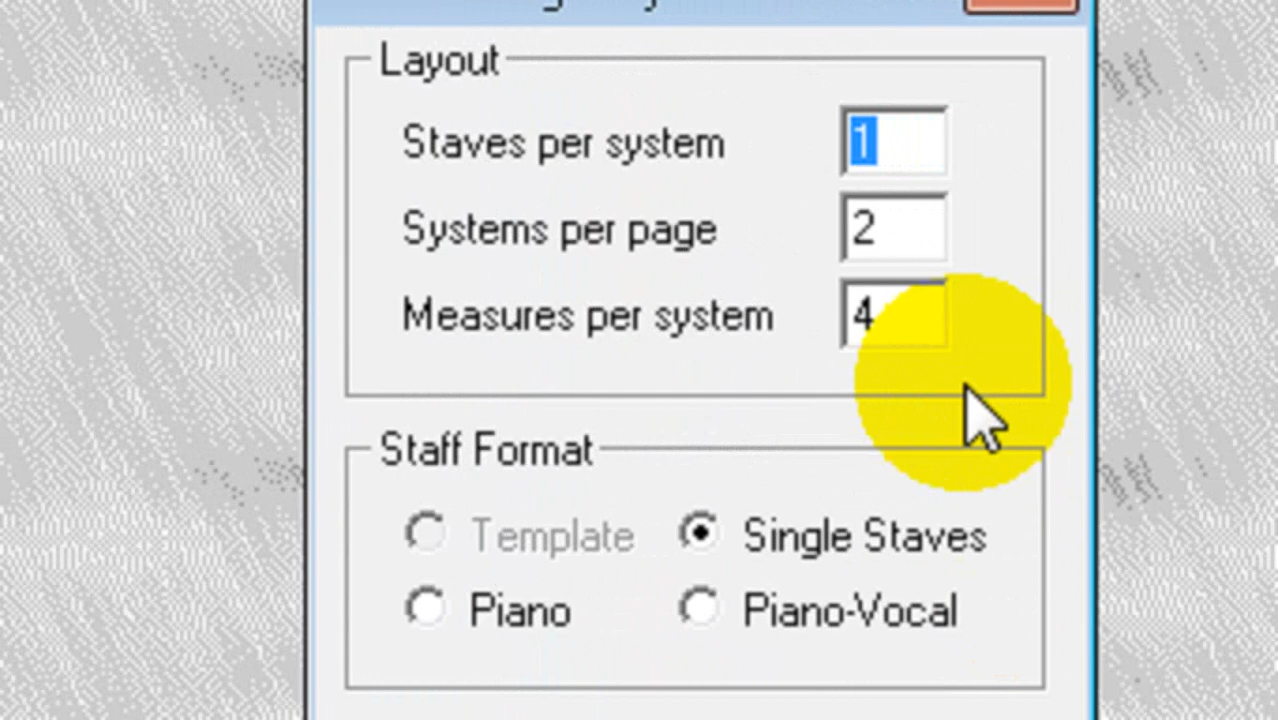 Layout
Staves per system 1
Systems per page 2
Measures per system 4
Staff Format
Template Single Staves
Piano Piano-Vocal